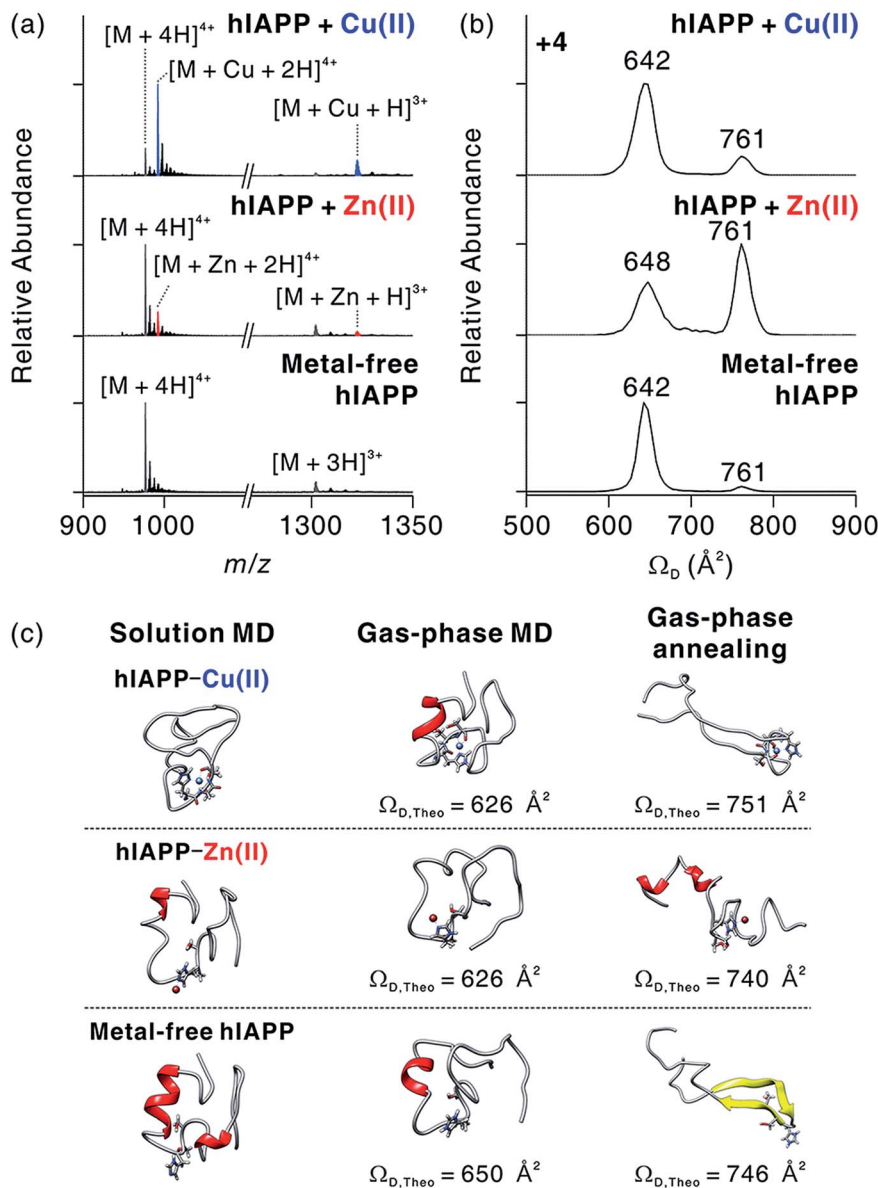 (a)
hIAPP + Cu(II)
[M + 4H]4+
[M + Cu + 2H]4+
[M + Cu + H]3+
hIAPP + Zn(II)
[M + 4H]4+
[M + Zn + 2H]4+
[M + Zn + H]3+
Metal-free
hIAPP
[M + 4H]4+
[M + 3H]3+
Relative Abundance
900 1000 1300 1350
m/z
(b)
+4
hIAPP + Cu(II)
642
761
hIAPP + Zn(II)
761
648
Metal-free
hIAPP
642
761
Relative Abundance
500 600 700 800 900
ΩD (Å2)
(c)
Solution MD
Gas-phase MD
Gas-phase
annealing
hIAPP–Cu(II)
ΩD,Theo = 626 Å2
ΩD,Theo = 751 Å2
hIAPP–Zn(II)
ΩD,Theo = 626 Å2
ΩD,Theo = 740 Å2
Metal-free hIAPP
ΩD,Theo = 650 Å2
ΩD,Theo = 746 Å2